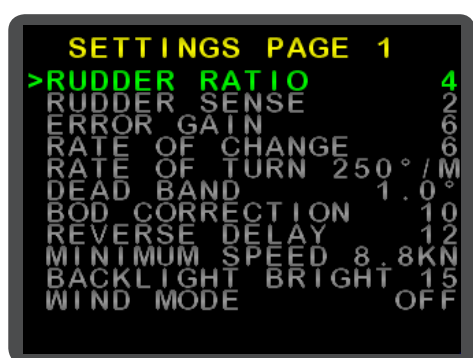 SETTINGS PAGE 1
>RUDDER RATIO 4
RUDDER SENSE 2
ERROR GAIN 6
RATE OF CHANGE 6
RATE OF TURN 250°/M
DEAD BAND 1.0°
BOD CORRECTION 10
REVERSE DELAY 12
MINIMUM SPEED 8.8KN
BACKLIGHT BRIGHT 15
WIND MODE OFF